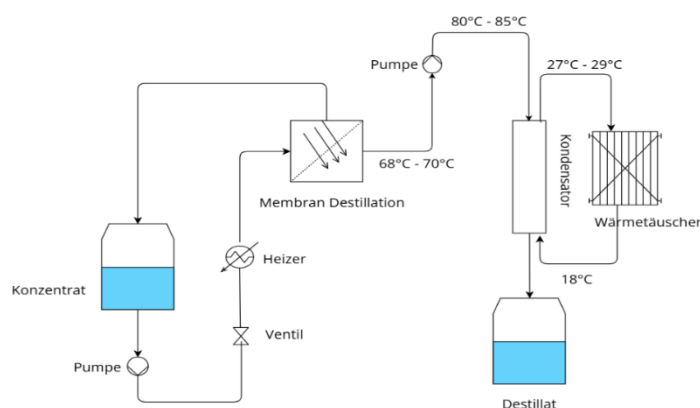 80°C - 85°C
Pumpe
27°C - 29°C
68°C - 70°C
Kondensator
Membran Destillation
Wärmetäuscher
Heizer
18°C
Konzentrat
Ventil
Pumpe
Destillat